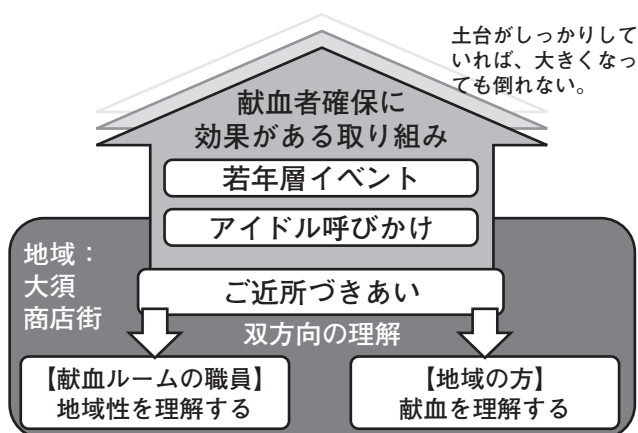 土台がしっかりして
いれば、大きくなっ
ても倒れない。
献血者確保に
効果がある取り組み
若年層イベント
アイドル呼びかけ
地域：
大須
商店街
ご近所づきあい
双方向の理解
【献血ルームの職員】
地域性を理解する
【地域の方】
献血を理解する